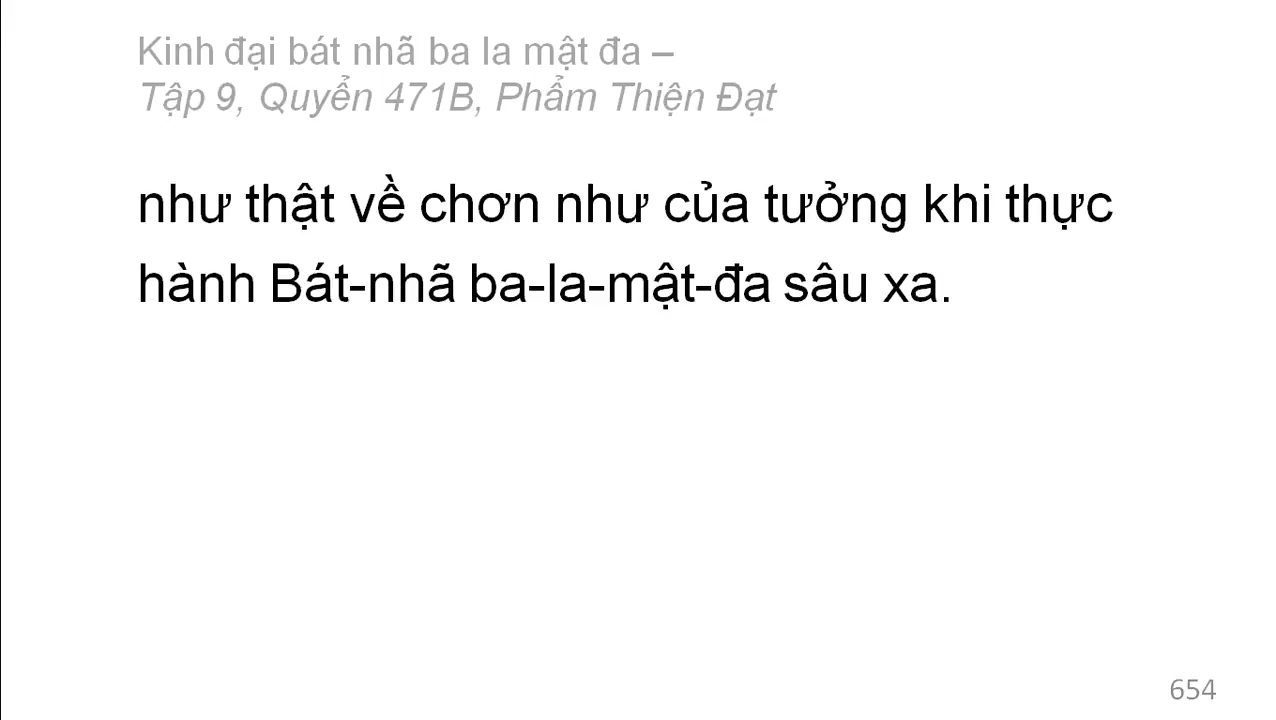 Kinh đại bát nhã ba la mật đa –
Tập 9, Quyển 471B, Phẩm Thiện Đạt
như thật về chơn như của tưởng khi thực
hành Bát-nhã ba-la-mật-đa sâu xa.
654